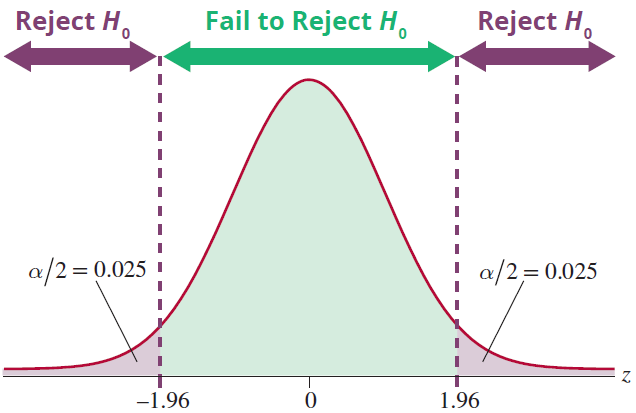 Reject H₀
Fail to Reject H₀
Reject H₀
α/2 = 0.025
α/2 = 0.025
z
–1.96
0
1.96